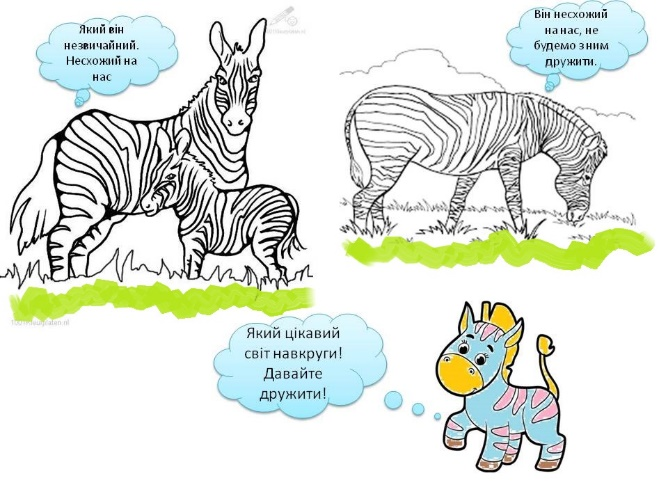 Який він
незвичайний.
Несхожий на
нас
Він несхожий
на нас, не
будемо з ним
дружити.
Який цікавий
світ навкруги!
Давайте
дружити!